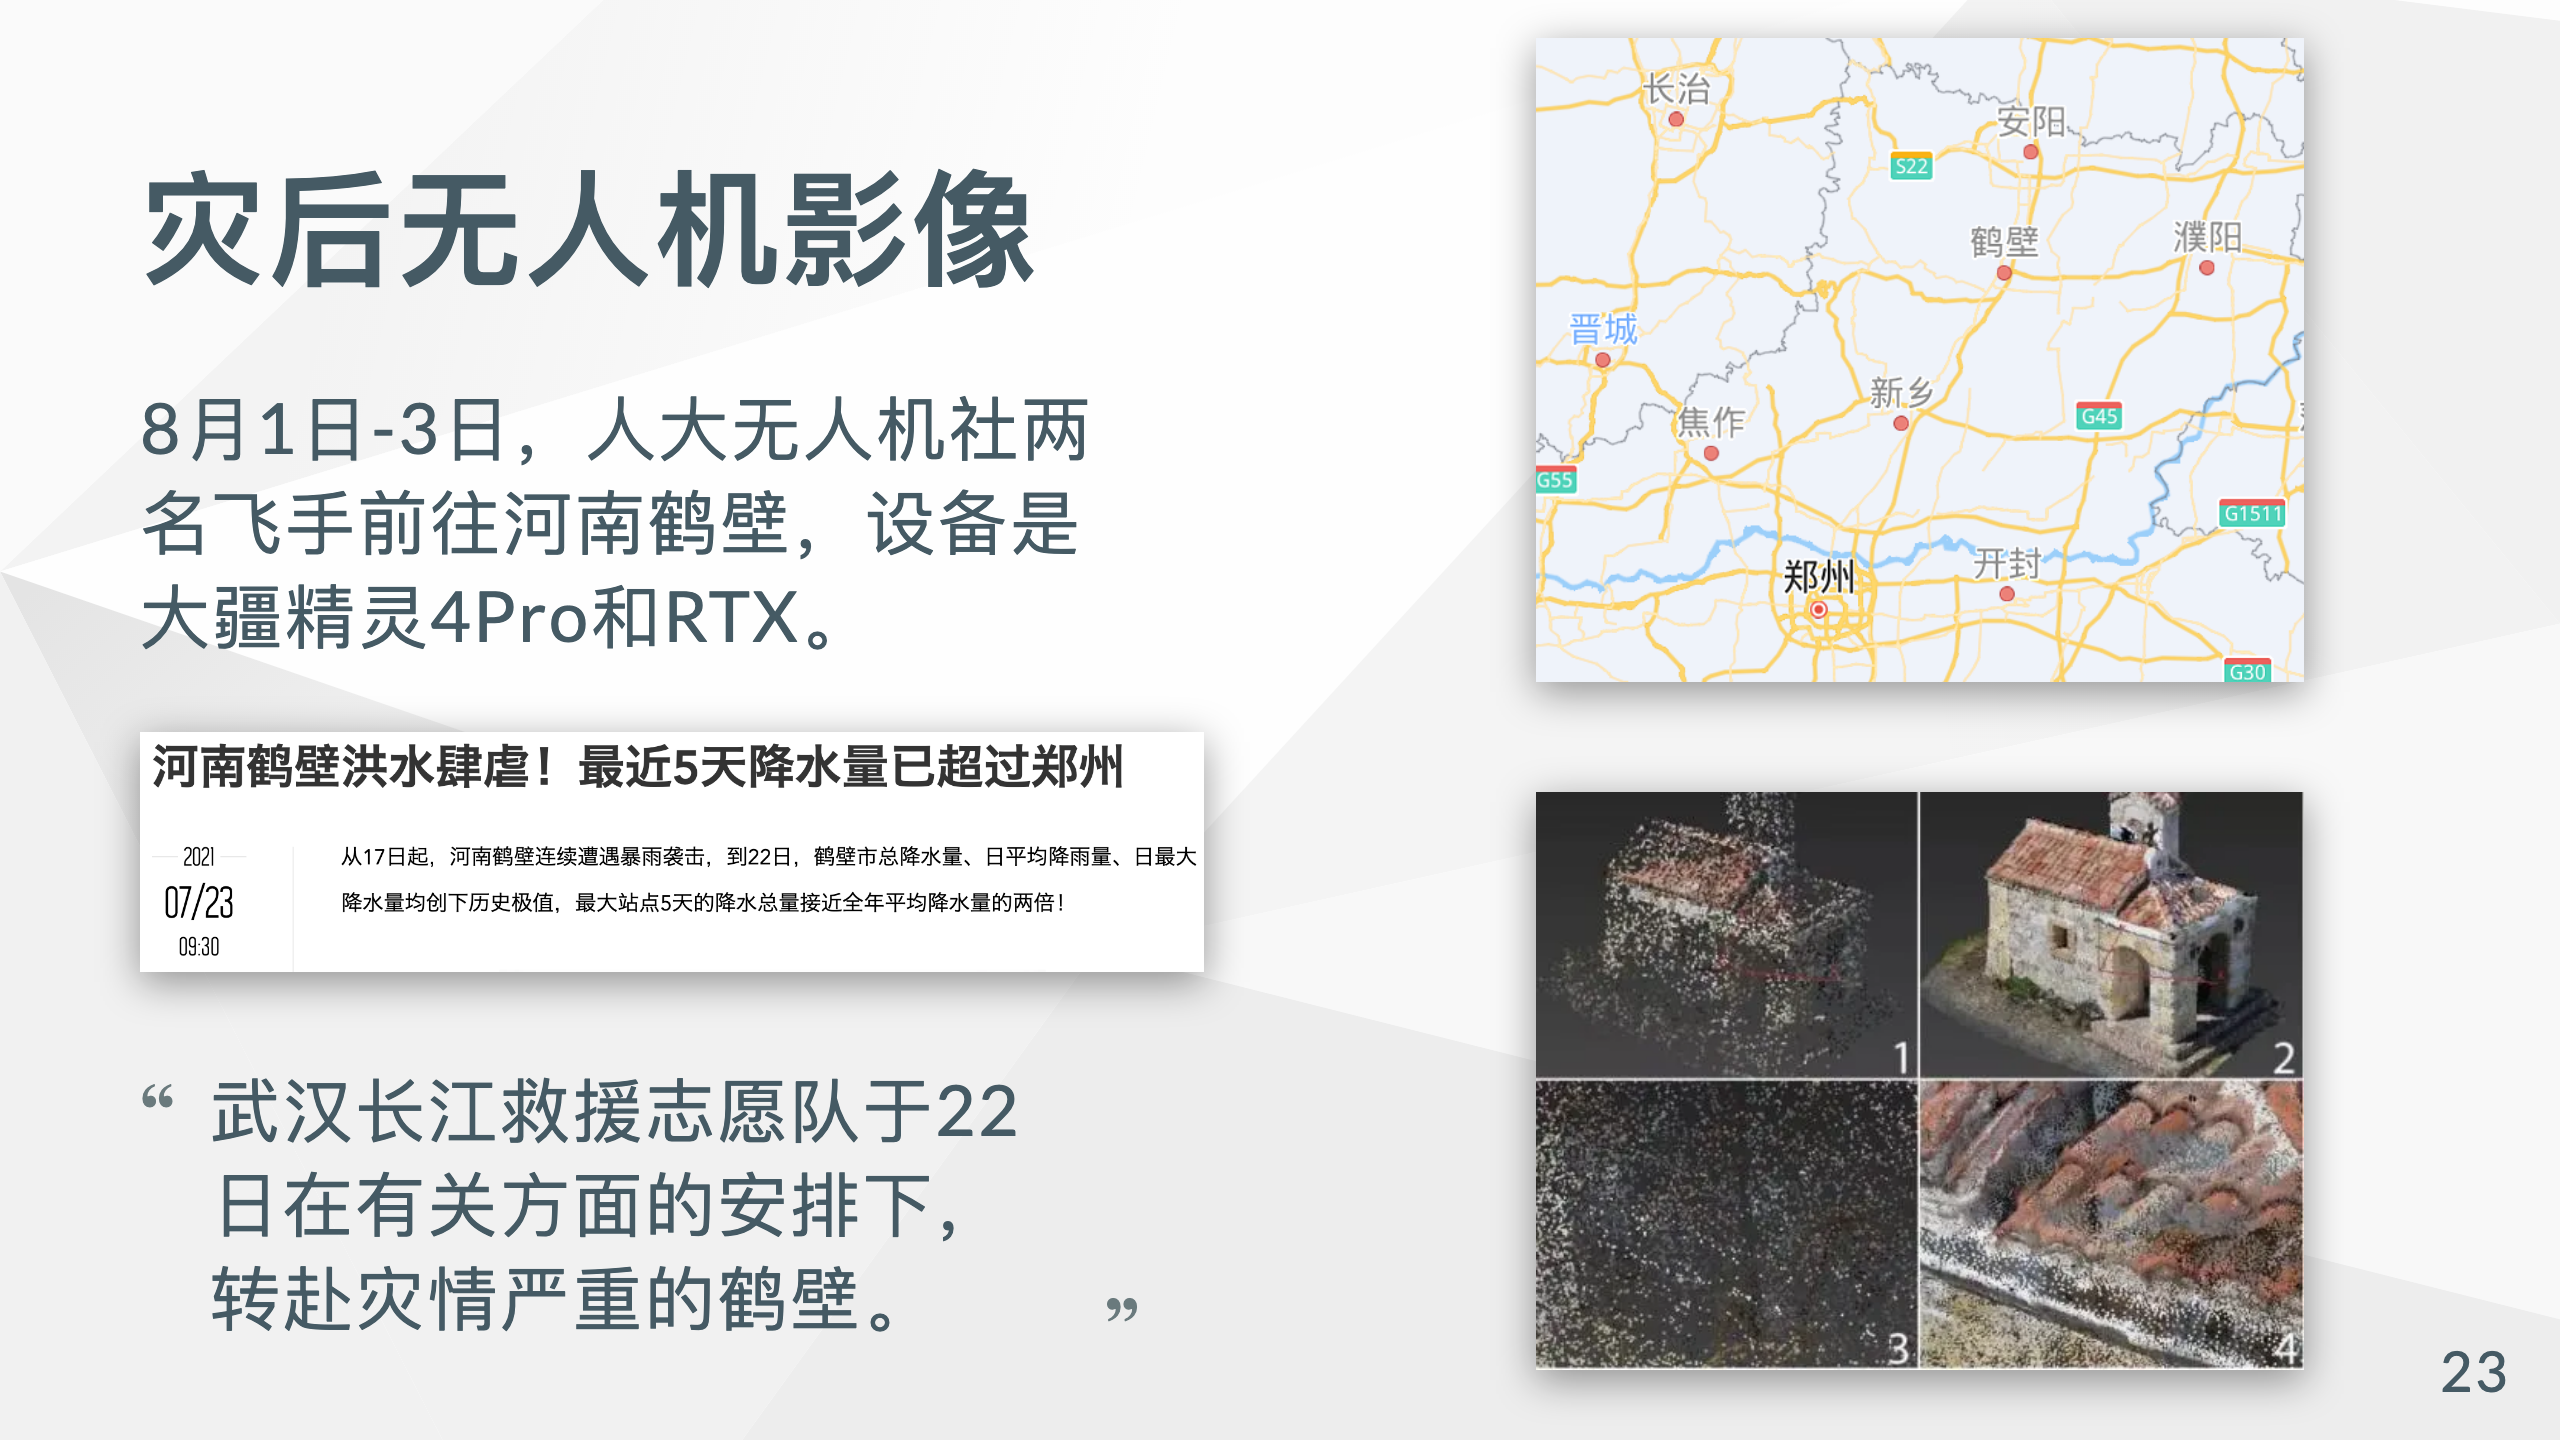 灾后无人机影像
8月1日-3日，人大无人机社两
名飞手前往河南鹤壁，设备是
大疆精灵4Pro和RTX。
河南鹤壁洪水肆虐！最近5天降水量已超过郑州
2021
07/23
09:30
从17日起，河南鹤壁连续遭遇暴雨袭击，到22日，鹤壁市总降水量、日平均降雨量、日最大
降水量均创下历史极值，最大站点5天的降水总量接近全年平均降水量的两倍！
“ 武汉长江救援志愿队于22
日在有关方面的安排下，
转赴灾情严重的鹤壁。 ”
长治
安阳
S22
鹤壁
濮阳
晋城
新乡
焦作
G45
G55
G1511
郑州
开封
G30
1
2
3
4
23